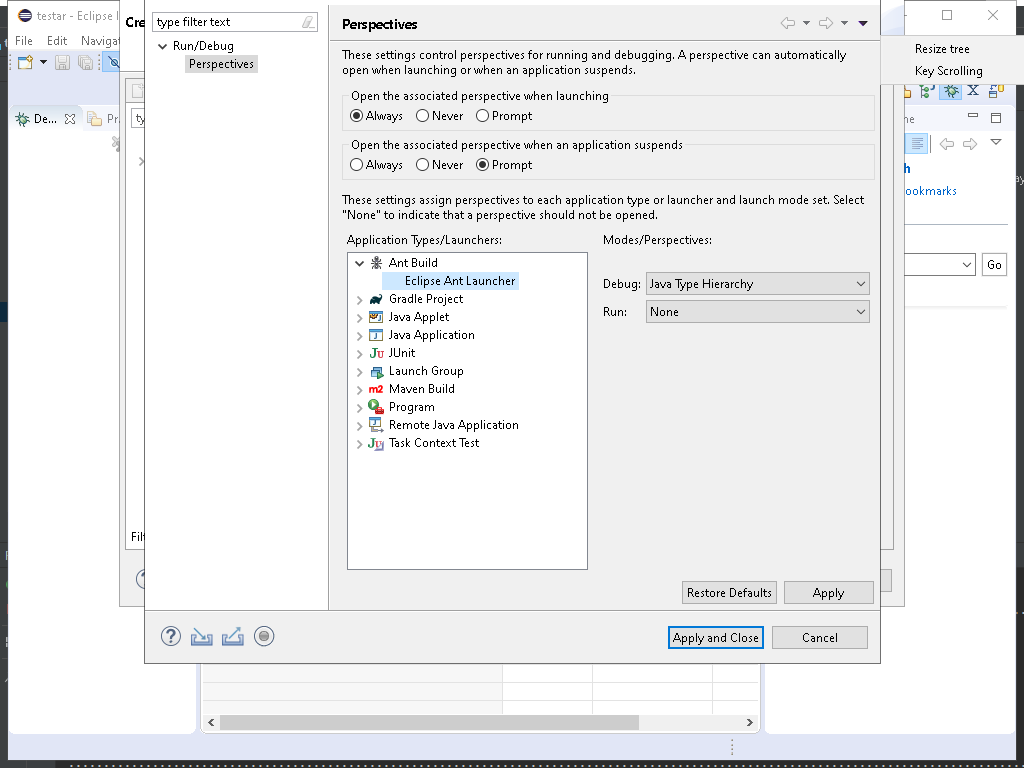 testar - Eclipse I
Cre
File Edit Navigat
De...
Pr
ty
type filter text
Run/Debug
Perspectives
Perspectives
These settings control perspectives for running and debugging. A perspective can automatically
open when launching or when an application suspends.
Open the associated perspective when launching
Always Never Prompt
Open the associated perspective when an application suspends
Always Never Prompt
These settings assign perspectives to each application type or launcher and launch mode set. Select
"None" to indicate that a perspective should not be opened.
Application Types/Launchers:
Modes/Perspectives:
Ant Build
Eclipse Ant Launcher
Gradle Project
Java Applet
Java Application
JUnit
Launch Group
Maven Build
Program
Remote Java Application
Task Context Test
Debug: Java Type Hierarchy
Run: None
Filt
Restore Defaults Apply
Apply and Close Cancel
Resize tree
Key Scrolling
ne
h
ookmarks
Go